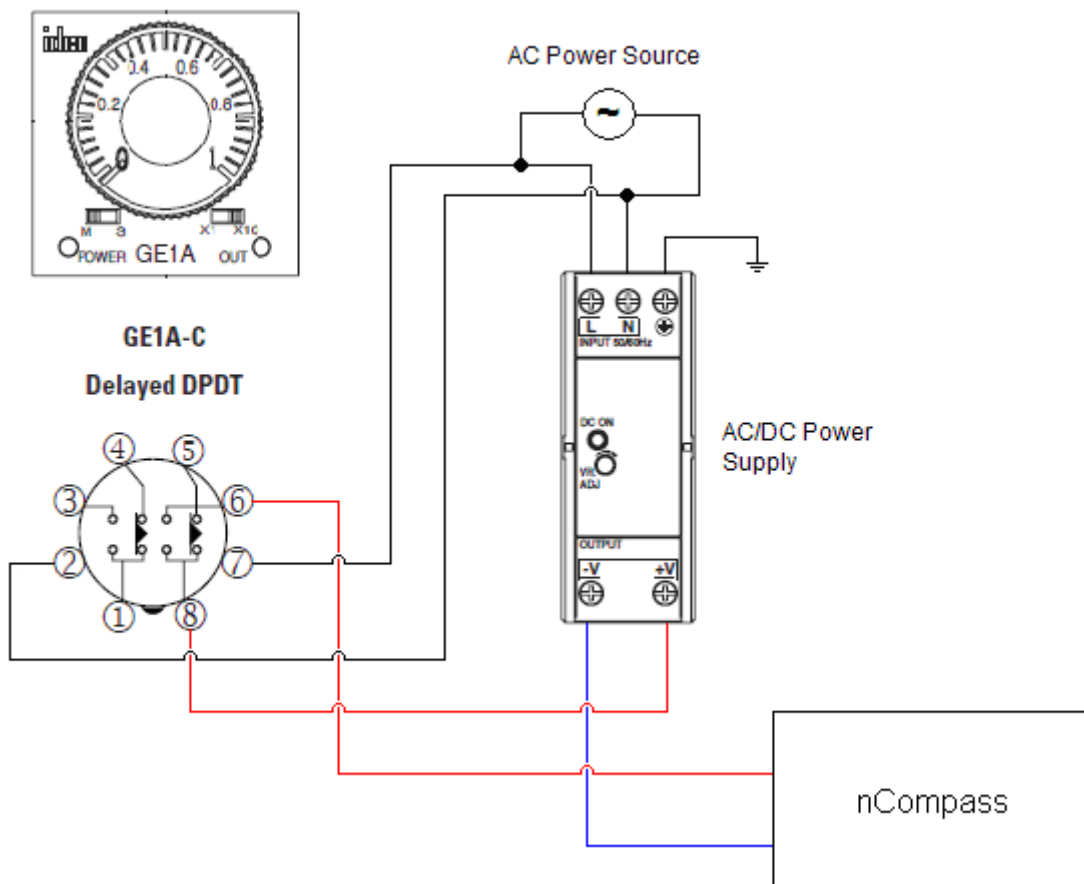 idec
0.4 0.6
0.2 0.8
0 1
M S X1 X10
POWER GE1A OUT
GE1A-C
Delayed DPDT
④ ⑤
③ ⑥
② ⑦
① ⑧
AC Power Source
~
L N
INPUT 50/60Hz
DC ON
VR.
ADJ
OUTPUT
-V +V
AC/DC Power
Supply
nCompass